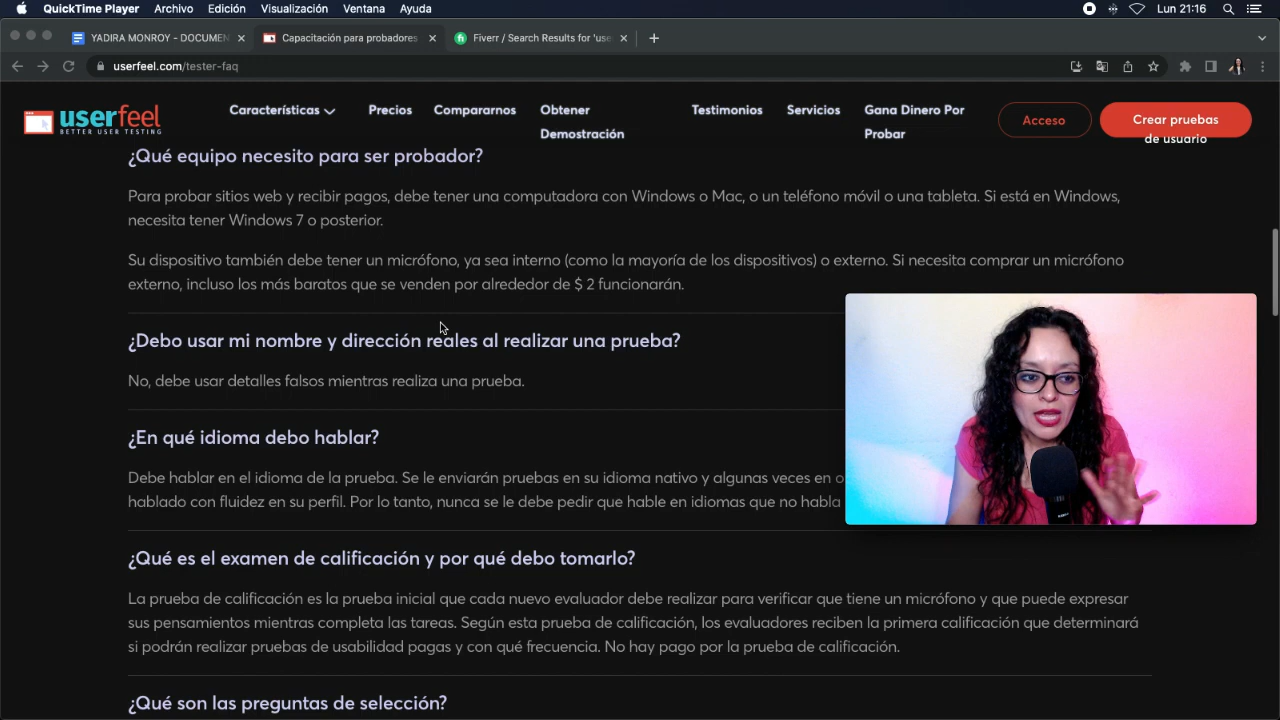 QuickTime Player Archivo Edición Visualización Ventana Ayuda Lun 21:16
YADIRA MONROY - DOCUMEN Capacitación para probadores Fiverr / Search Results for 'use
userfeel.com/tester-faq
userfeel
BETTER USER TESTING
Características Precios Compararnos Obtener Demostración Testimonios Servicios Gana Dinero Por Probar Acceso Crear pruebas de usuario
¿Qué equipo necesito para ser probador?
Para probar sitios web y recibir pagos, debe tener una computadora con Windows o Mac, o un teléfono móvil o una tableta. Si está en Windows,
necesita tener Windows 7 o posterior.
Su dispositivo también debe tener un micrófono, ya sea interno (como la mayoría de los dispositivos) o externo. Si necesita comprar un micrófono
externo, incluso los más baratos que se venden por alrededor de $ 2 funcionarán.
¿Debo usar mi nombre y dirección reales al realizar una prueba?
No, debe usar detalles falsos mientras realiza una prueba.
¿En qué idioma debo hablar?
Debe hablar en el idioma de la prueba. Se le enviarán pruebas en su idioma nativo y algunas veces en o
hablado con fluidez en su perfil. Por lo tanto, nunca se le debe pedir que hable en idiomas que no habla
¿Qué es el examen de calificación y por qué debo tomarlo?
La prueba de calificación es la prueba inicial que cada nuevo evaluador debe realizar para verificar que tiene un micrófono y que puede expresar
sus pensamientos mientras completa las tareas. Según esta prueba de calificación, los evaluadores reciben la primera calificación que determinará
si podrán realizar pruebas de usabilidad pagas y con qué frecuencia. No hay pago por la prueba de calificación.
¿Qué son las preguntas de selección?